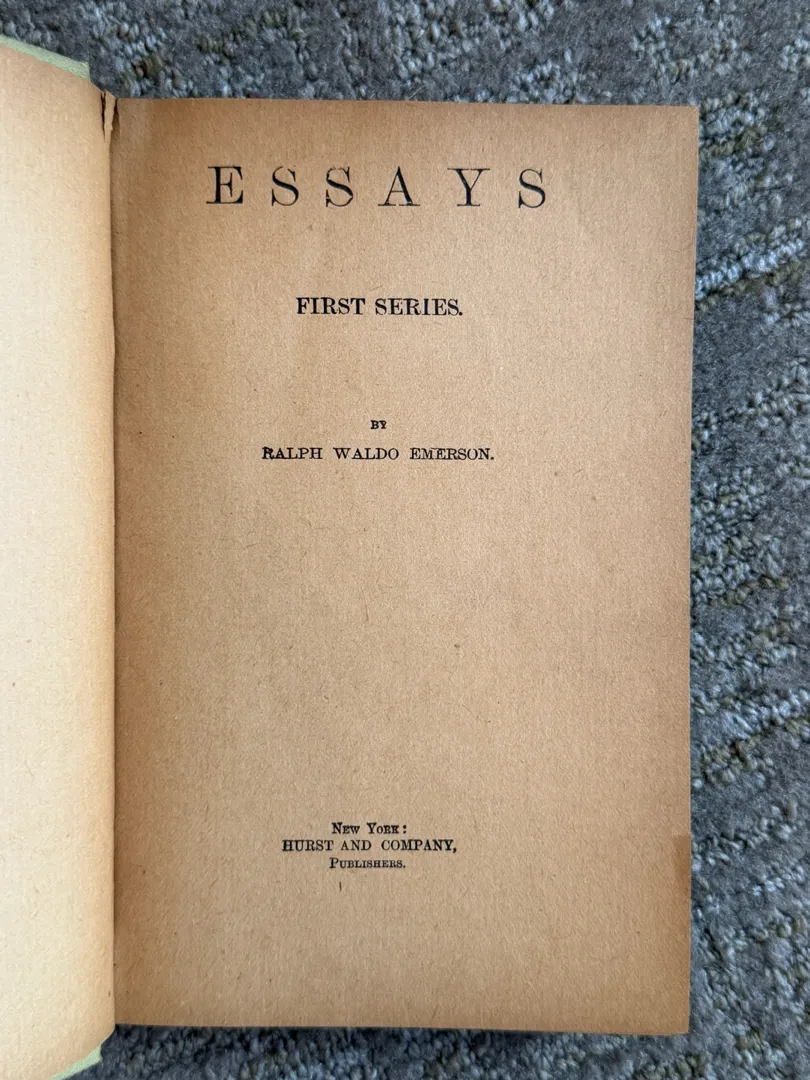 ESSAYS
FIRST SERIES.
BY
RALPH WALDO EMERSON.
NEW YORK:
HURST AND COMPANY,
PUBLISHERS.